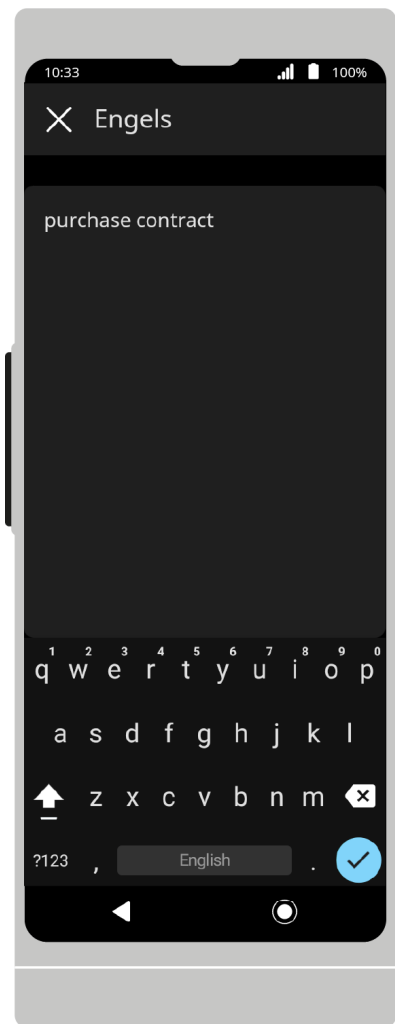 10:33 100%
Engels
purchase contract
1 2 3 4 5 6 7 8 9 0
q w e r t y u i o p
a s d f g h j k l
z x c v b n m
?123 , English .